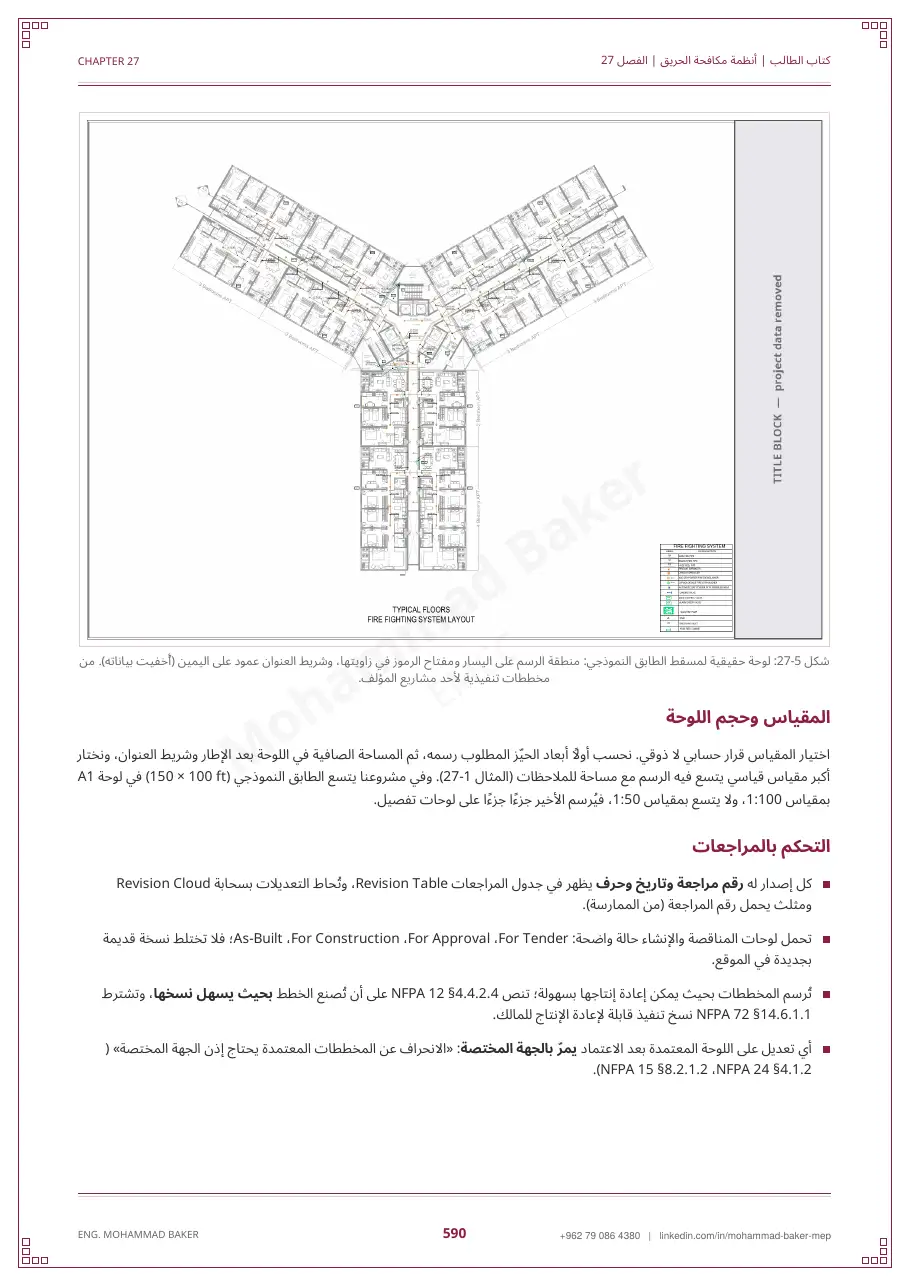 CHAPTER 27
كتاب الطالب | أنظمة مكافحة الحريق | الفصل 27
TITLE BLOCK — project data removed
2 Bedrooms APT.
FIRE FIGHTING SYSTEM
TYPICAL FLOORS
FIRE FIGHTING SYSTEM LAYOUT
شكل 5-27: لوحة حقيقية لمسقط الطابق النموذجي: منطقة الرسم على اليسار ومفتاح الرموز في زاويتها، وشريط العنوان عمود على اليمين (أُخفيت بياناته). من
مخططات تنفيذية لأحد مشاريع المؤلف.
المقياس وحجم اللوحة
اختيار المقياس قرار حسابي لا ذوقي. نحسب أولًا أبعاد الحيّز المطلوب رسمه، ثم المساحة الصافية في اللوحة بعد الإطار وشريط العنوان، ونختار
أكبر مقياس قياسي يتسع فيه الرسم مع مساحة للملاحظات (المثال 1-27). وفي مشروعنا يتسع الطابق النموذجي (150 × 100 ft) في لوحة A1
بمقياس 1:100، ولا يتسع بمقياس 1:50، فيُرسم الأخير جزءًا جزءًا على لوحات تفصيل.
التحكم بالمراجعات
كل إصدار له رقم مراجعة وتاريخ وحرف يظهر في جدول المراجعات Revision Table، وتُحاط التعديلات بسحابة Revision Cloud
ومثلث يحمل رقم المراجعة (من الممارسة).
تحمل لوحات المناقصة والإنشاء حالة واضحة: For Tender، For Approval، For Construction، As-Built؛ فلا تختلط نسخة قديمة
بجديدة في الموقع.
تُرسم المخططات بحيث يمكن إعادة إنتاجها بسهولة؛ تنص NFPA 12 §4.4.2.4 على أن تُصنع الخطط بحيث يسهل نسخها، وتشترط
NFPA 72 §14.6.1.1 نسخ تنفيذ قابلة لإعادة الإنتاج للمالك.
أي تعديل على اللوحة المعتمدة بعد الاعتماد يمرّ بالجهة المختصة: «الانحراف عن المخططات المعتمدة يحتاج إذن الجهة المختصة» (
NFPA 24 §4.1.2، NFPA 15 §8.2.1.2).
Mohammad Baker
ENG. MOHAMMAD BAKER
590
+962 79 086 4380 | linkedin.com/in/mohammad-baker-mep